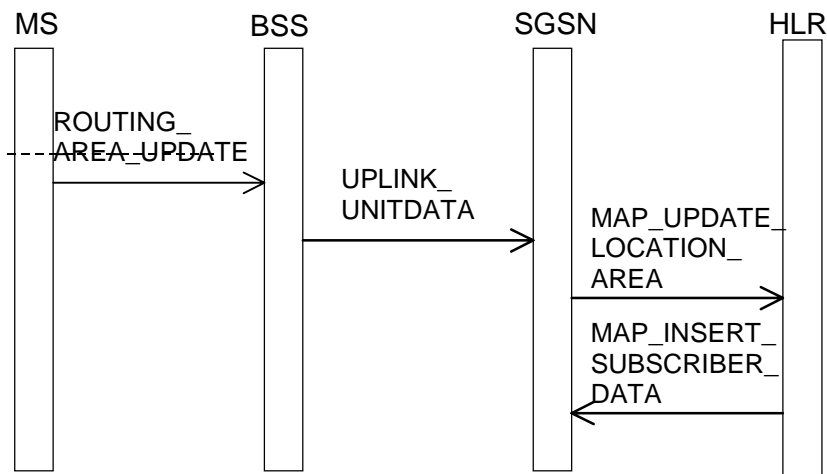 MS
BSS
SGSN
HLR
ROUTING_
AREA_UPDATE
UPLINK_
UNITDATA
MAP_UPDATE_
LOCATION_
AREA
MAP_INSERT_
SUBSCRIBER_
DATA